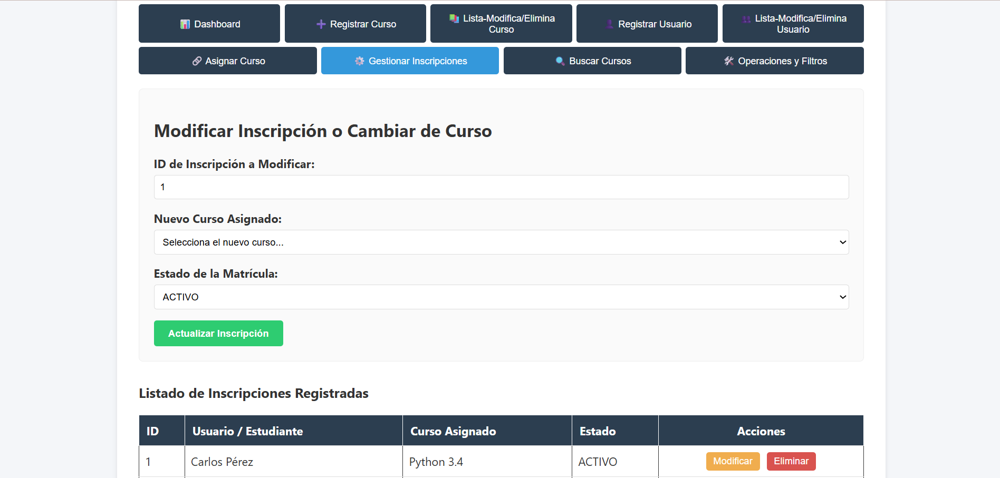 Dashboard
Registrar Curso
Lista-Modifica/Elimina
Curso
Registrar Usuario
Lista-Modifica/Elimina
Usuario
Asignar Curso
Gestionar Inscripciones
Buscar Cursos
Operaciones y Filtros
Modificar Inscripción o Cambiar de Curso
ID de Inscripción a Modificar:
1
Nuevo Curso Asignado:
Selecciona el nuevo curso...
Estado de la Matrícula:
ACTIVO
Actualizar Inscripción
Listado de Inscripciones Registradas
ID Usuario / Estudiante Curso Asignado Estado Acciones
1 Carlos Pérez Python 3.4 ACTIVO Modificar Eliminar